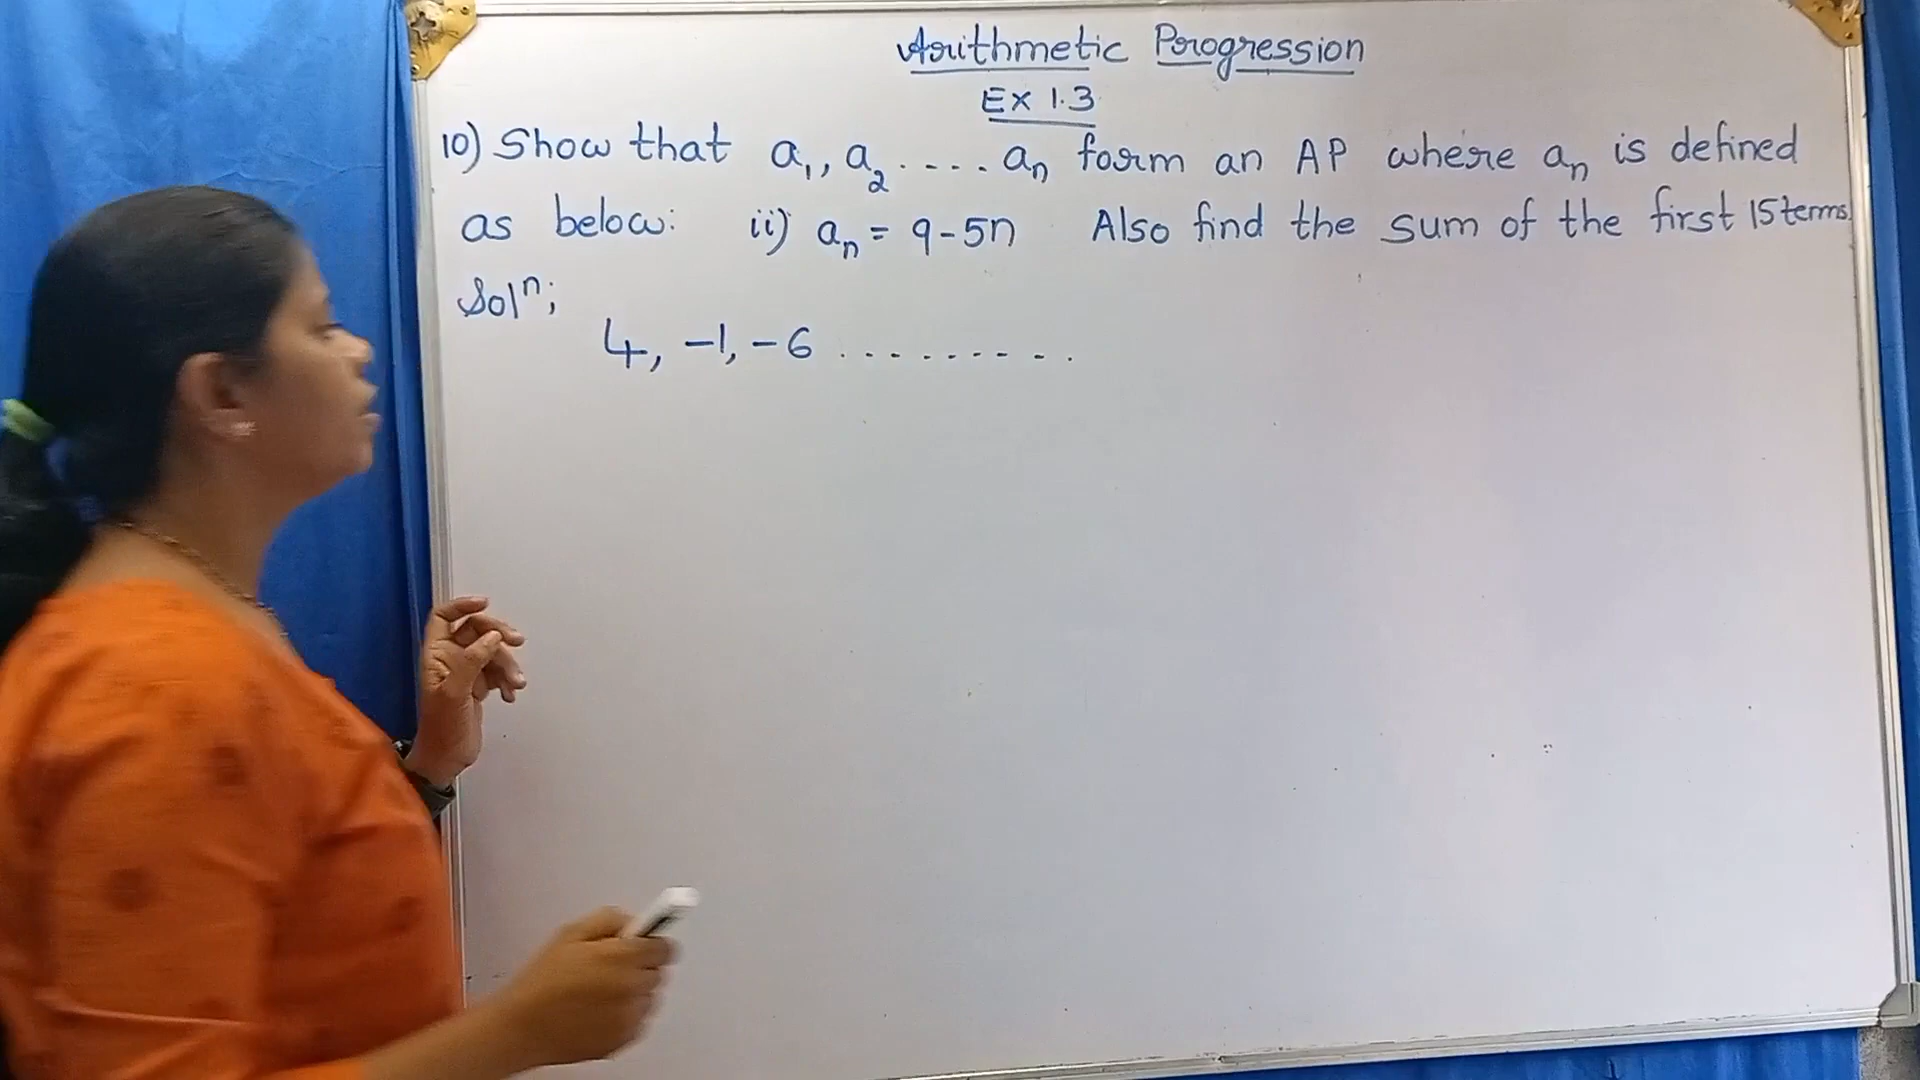 Arithmetic Progression
Ex 1.3
10) Show that a₁, a₂ .... aₙ form an AP where aₙ is defined
as below: ii) aₙ = 9-5n Also find the sum of the first 15 terms.
Solⁿ;
4, -1, -6 .........